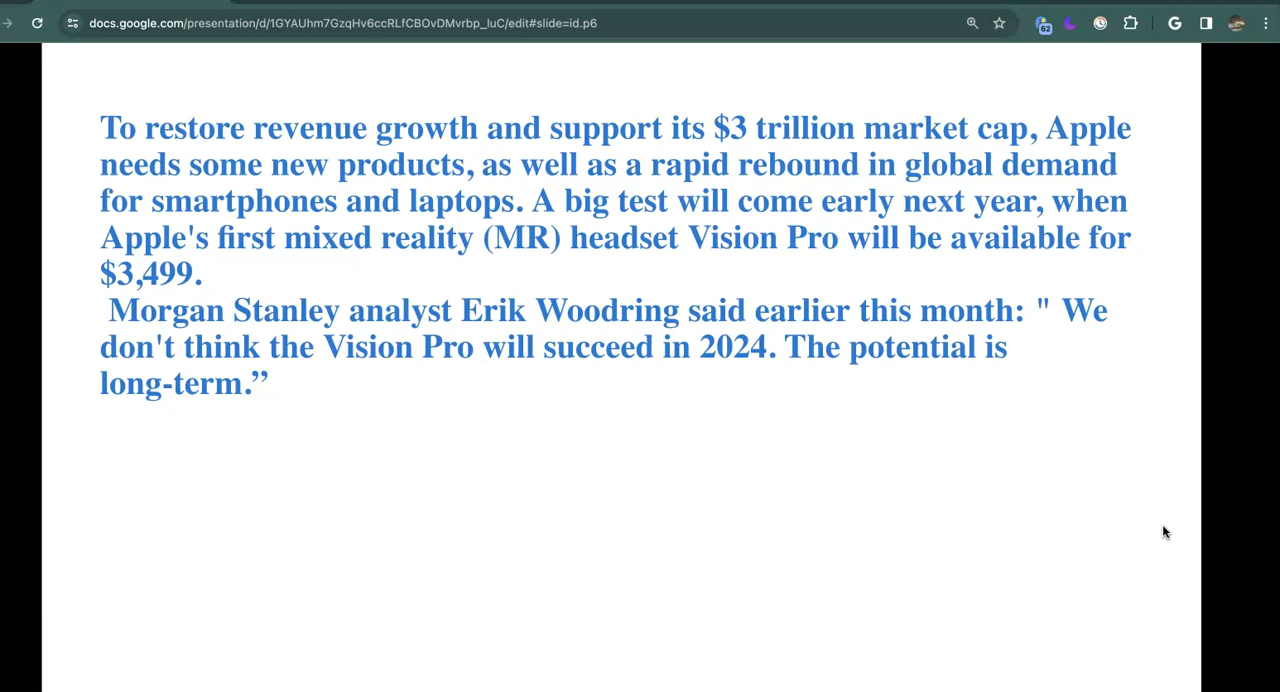 docs.google.com/presentation/d/1GYAUhm7GzqHv6ccRLfCBOvDMvrbp_luC/edit#slide=id.p6
62
G
To restore revenue growth and support its $3 trillion market cap, Apple
needs some new products, as well as a rapid rebound in global demand
for smartphones and laptops. A big test will come early next year, when
Apple's first mixed reality (MR) headset Vision Pro will be available for
$3,499.
Morgan Stanley analyst Erik Woodring said earlier this month: " We
don't think the Vision Pro will succeed in 2024. The potential is
long-term.”